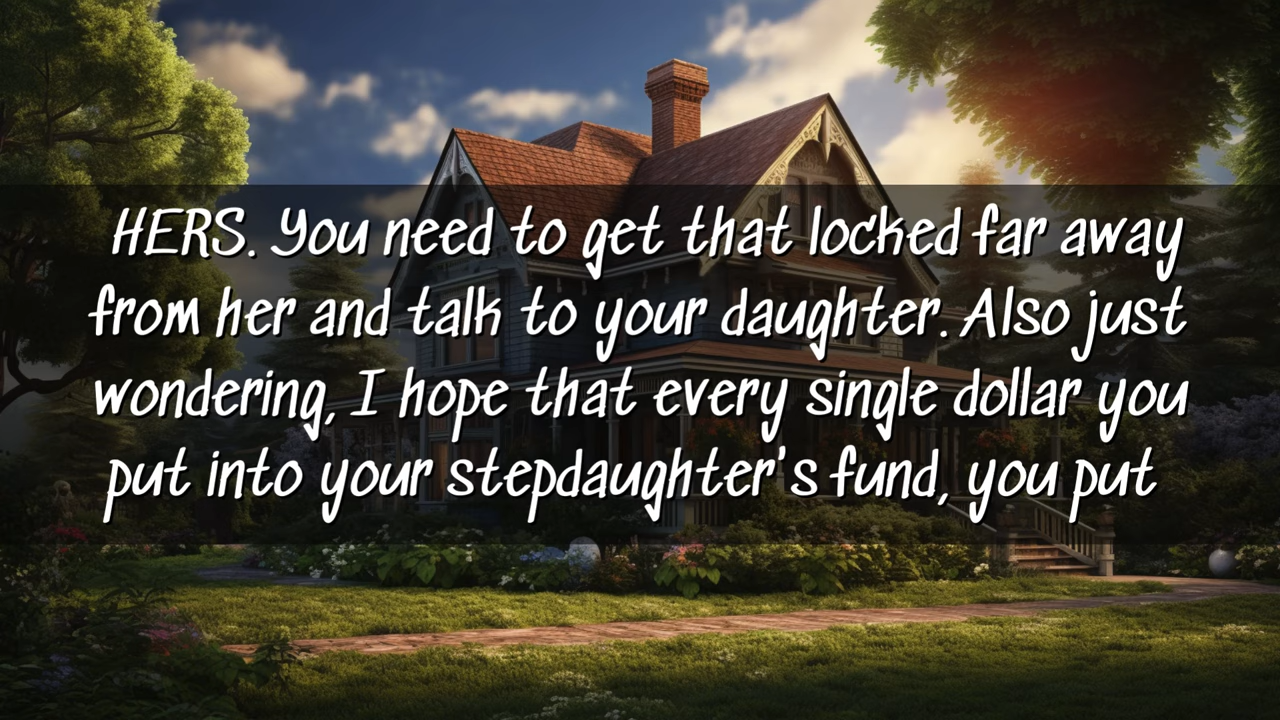 HERS. You need to get that locked far away
from her and talk to your daughter. Also just
wondering, I hope that every single dollar you
put into your stepdaughter's fund, you put